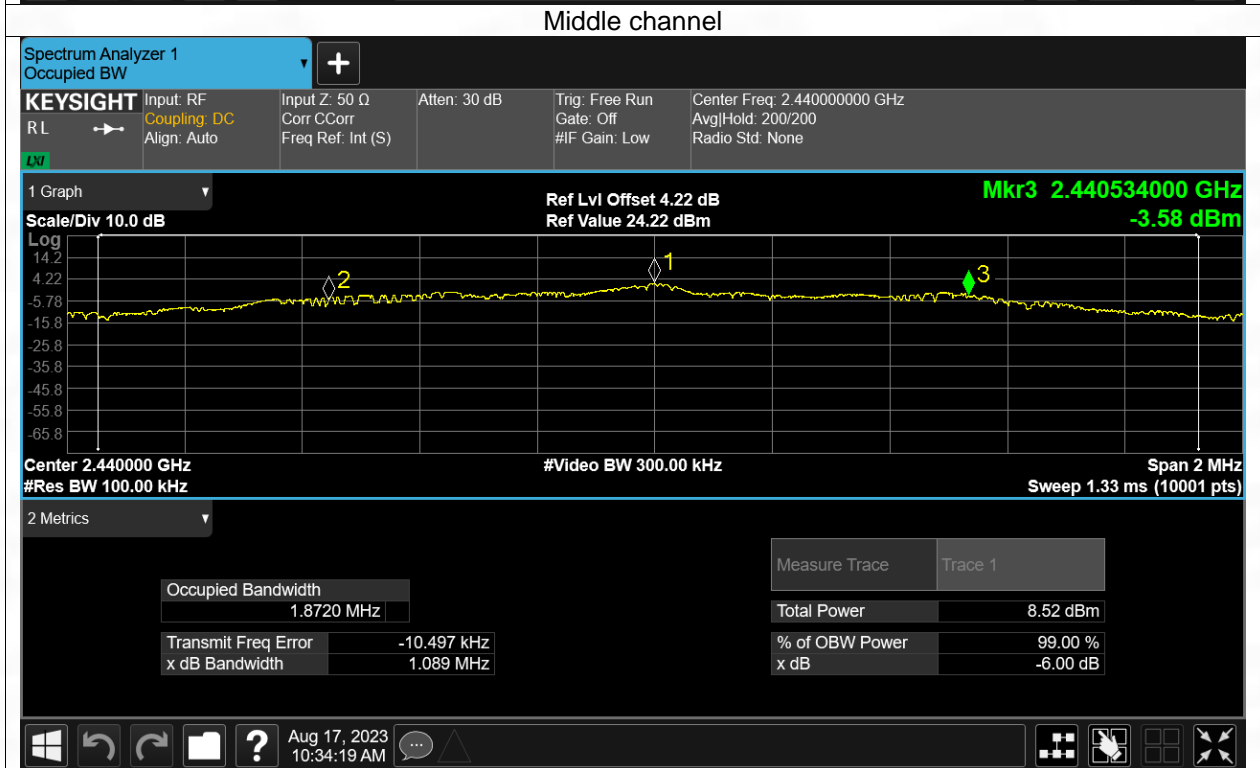 Middle channel
Spectrum Analyzer 1
Occupied BW
+
KEYSIGHT
RL
LXI
Input: RF
Coupling: DC
Align: Auto
Input Z: 50 Ω
Corr CCorr
Freq Ref: Int (S)
Atten: 30 dB
Trig: Free Run
Gate: Off
#IF Gain: Low
Center Freq: 2.440000000 GHz
Avg|Hold: 200/200
Radio Std: None
1 Graph
Scale/Div 10.0 dB
Ref Lvl Offset 4.22 dB
Ref Value 24.22 dBm
Mkr3 2.440534000 GHz
-3.58 dBm
Log
14.2
4.22
-5.78
-15.8
-25.8
-35.8
-45.8
-55.8
-65.8
2
1
3
Center 2.440000 GHz
#Res BW 100.00 kHz
#Video BW 300.00 kHz
Span 2 MHz
Sweep 1.33 ms (10001 pts)
2 Metrics
Occupied Bandwidth
1.8720 MHz
Transmit Freq Error -10.497 kHz
x dB Bandwidth 1.089 MHz
Measure Trace Trace 1
Total Power 8.52 dBm
% of OBW Power 99.00 %
x dB -6.00 dB
?
Aug 17, 2023
10:34:19 AM